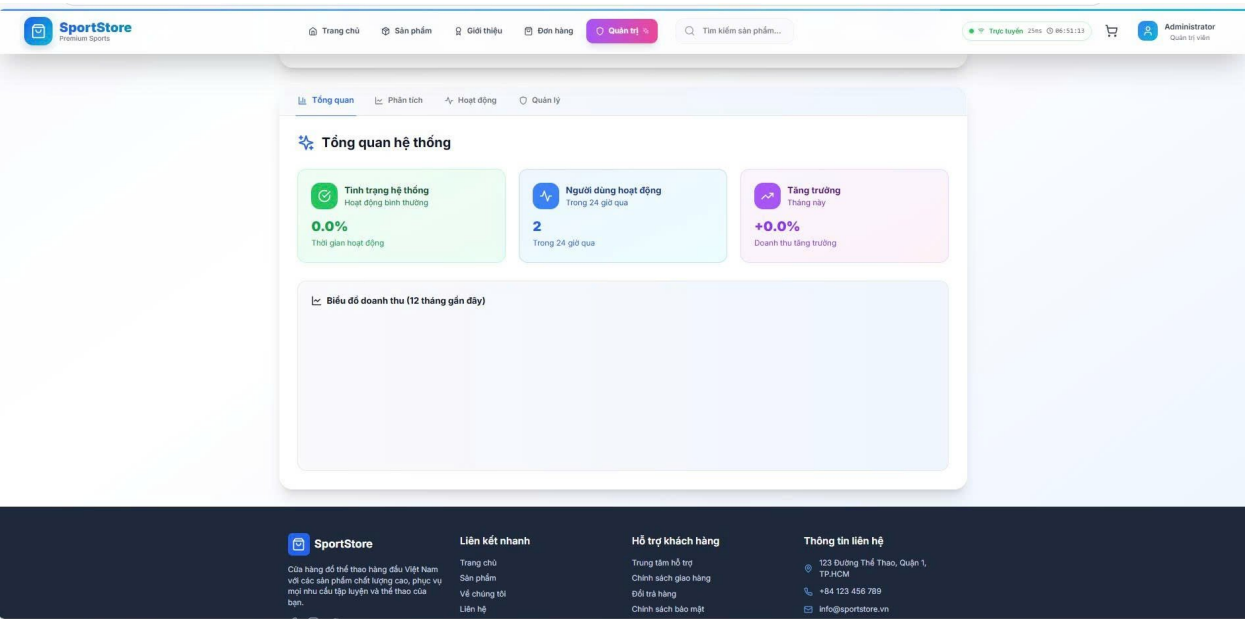 SportStore
Premium Sports
Trang chủ
Sản phẩm
Giới thiệu
Đơn hàng
Quản trị
Tìm kiếm sản phẩm...
Trực tuyến 25ms 06:51:13
Administrator
Quản trị viên
Tổng quan
Phân tích
Hoạt động
Quản lý
Tổng quan hệ thống
Tình trạng hệ thống
Hoạt động bình thường
0.0%
Thời gian hoạt động
Người dùng hoạt động
Trong 24 giờ qua
2
Trong 24 giờ qua
Tăng trưởng
Tháng này
+0.0%
Doanh thu tăng trưởng
Biểu đồ doanh thu (12 tháng gần đây)
SportStore
Cửa hàng đồ thể thao hàng đầu Việt Nam
với các sản phẩm chất lượng cao, phục vụ
mọi nhu cầu tập luyện và thể thao của
bạn.
Liên kết nhanh
Trang chủ
Sản phẩm
Về chúng tôi
Liên hệ
Hỗ trợ khách hàng
Trung tâm hỗ trợ
Chính sách giao hàng
Đổi trả hàng
Chính sách bảo mật
Thông tin liên hệ
123 Đường Thể Thao, Quận 1,
TP.HCM
+84 123 456 789
info@sportstore.vn